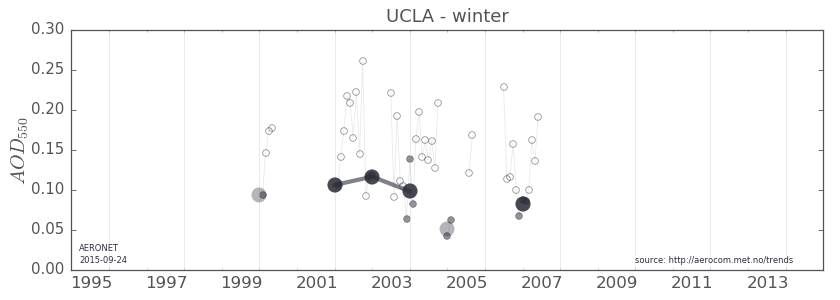 UCLA - winter
0.30
0.25
0.20
0.15
0.10
0.05
0.00
AOD550
AERONET
2015-09-24
source: http://aerocom.met.no/trends
1995 1997 1999 2001 2003 2005 2007 2009 2011 2013